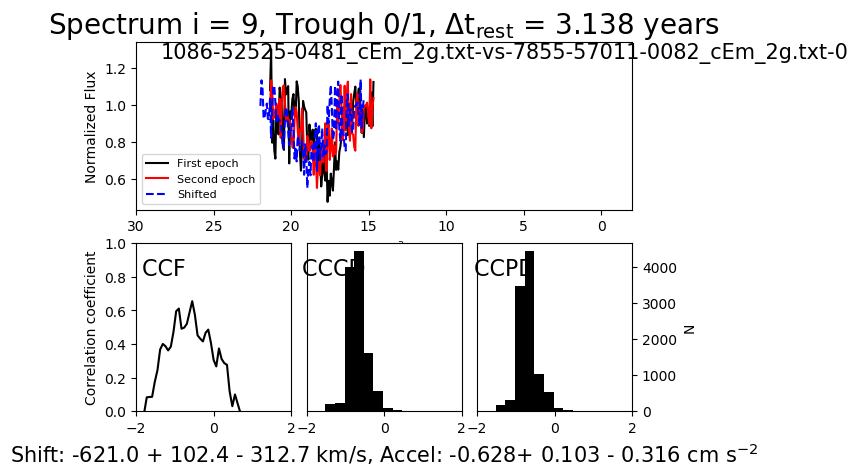 Spectrum i = 9, Trough 0/1, Δt_rest = 3.138 years
1086-52525-0481_cEm_2g.txt-vs-7855-57011-0082_cEm_2g.txt-0
Normalized Flux
1.2
1.0
0.8
0.6
First epoch
Second epoch
Shifted
30 25 20 15 10 5 0
Correlation coefficient
1.0
0.8
0.6
0.4
0.2
0.0
CCF
CCCD
CCPD
4000
3000
2000
1000
0
N
−2 0 2
−2 0 2
−2 0 2
Shift: -621.0 + 102.4 - 312.7 km/s, Accel: -0.628+ 0.103 - 0.316 cm s⁻²